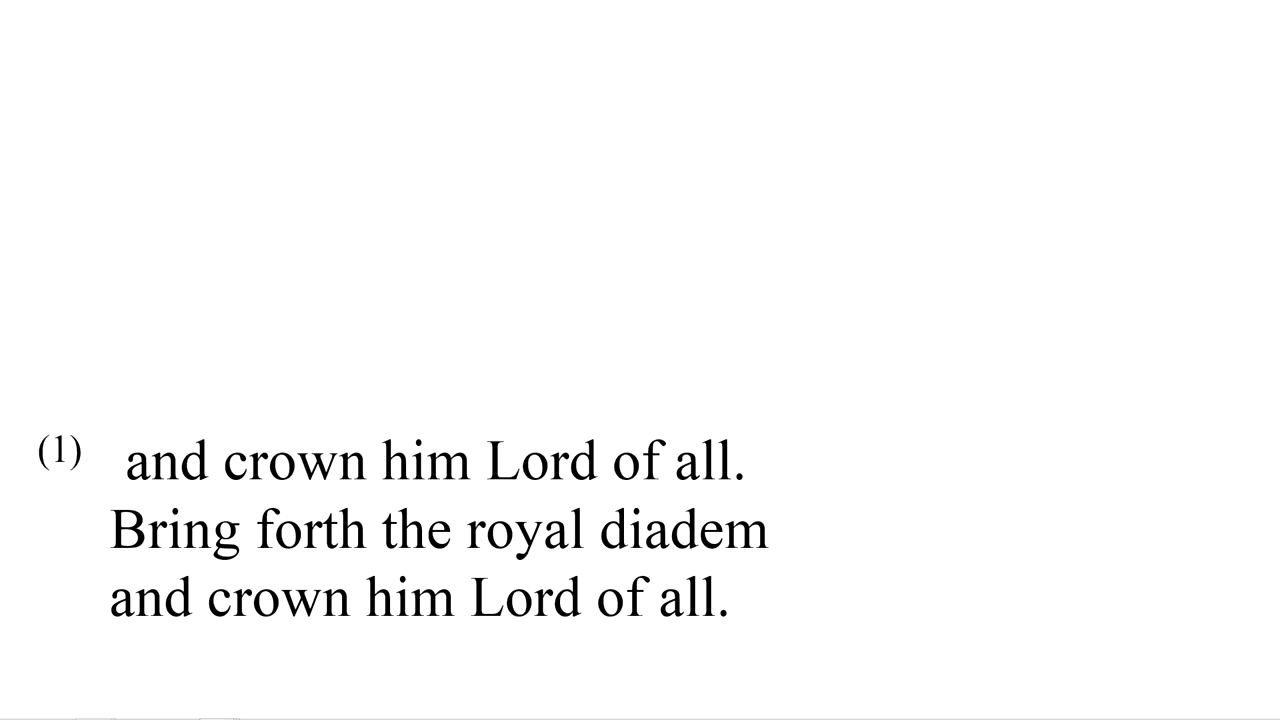 (1) and crown him Lord of all.
Bring forth the royal diadem
and crown him Lord of all.